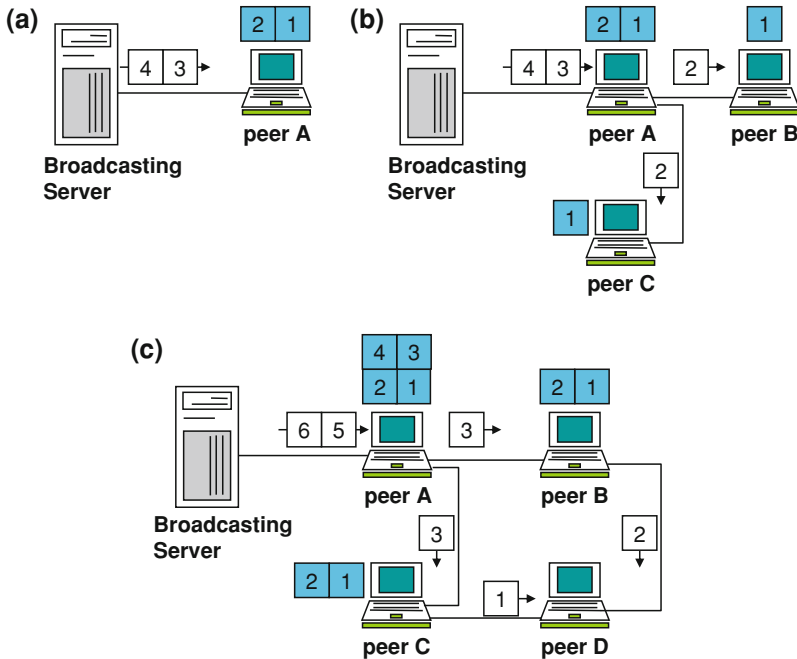 (a)
2 1
4 3
peer A
Broadcasting
Server
(b)
2 1
1
4 3
2
peer A
peer B
Broadcasting
Server
2
1
peer C
(c)
4 3
2 1
2 1
6 5
3
peer A
peer B
Broadcasting
Server
3
2
2 1
1
peer C
peer D